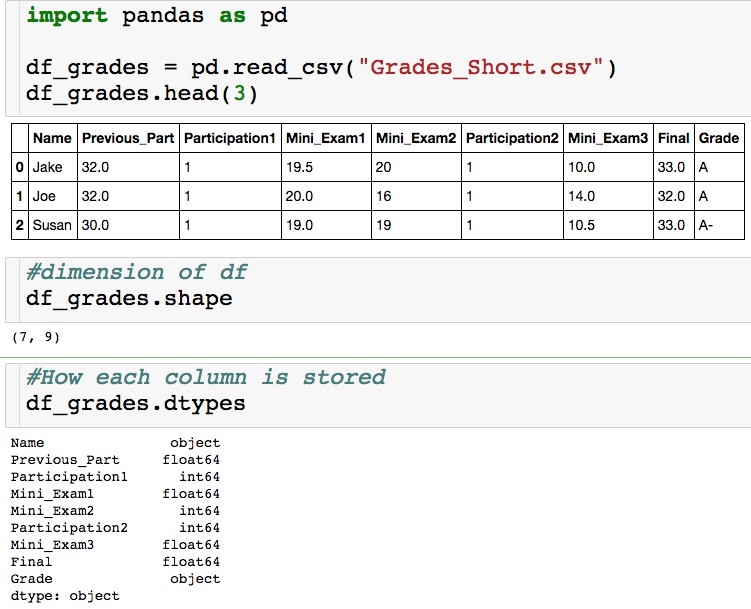 import pandas as pd
df_grades = pd.read_csv("Grades_Short.csv")
df_grades.head(3)
Name Previous_Part Participation1 Mini_Exam1 Mini_Exam2 Participation2 Mini_Exam3 Final Grade
0 Jake 32.0 1 19.5 20 1 10.0 33.0 A
1 Joe 32.0 1 20.0 16 1 14.0 32.0 A
2 Susan 30.0 1 19.0 19 1 10.5 33.0 A-
#dimension of df
df_grades.shape
(7, 9)
#How each column is stored
df_grades.dtypes
Name object
Previous_Part float64
Participation1 int64
Mini_Exam1 float64
Mini_Exam2 int64
Participation2 int64
Mini_Exam3 float64
Final float64
Grade object
dtype: object